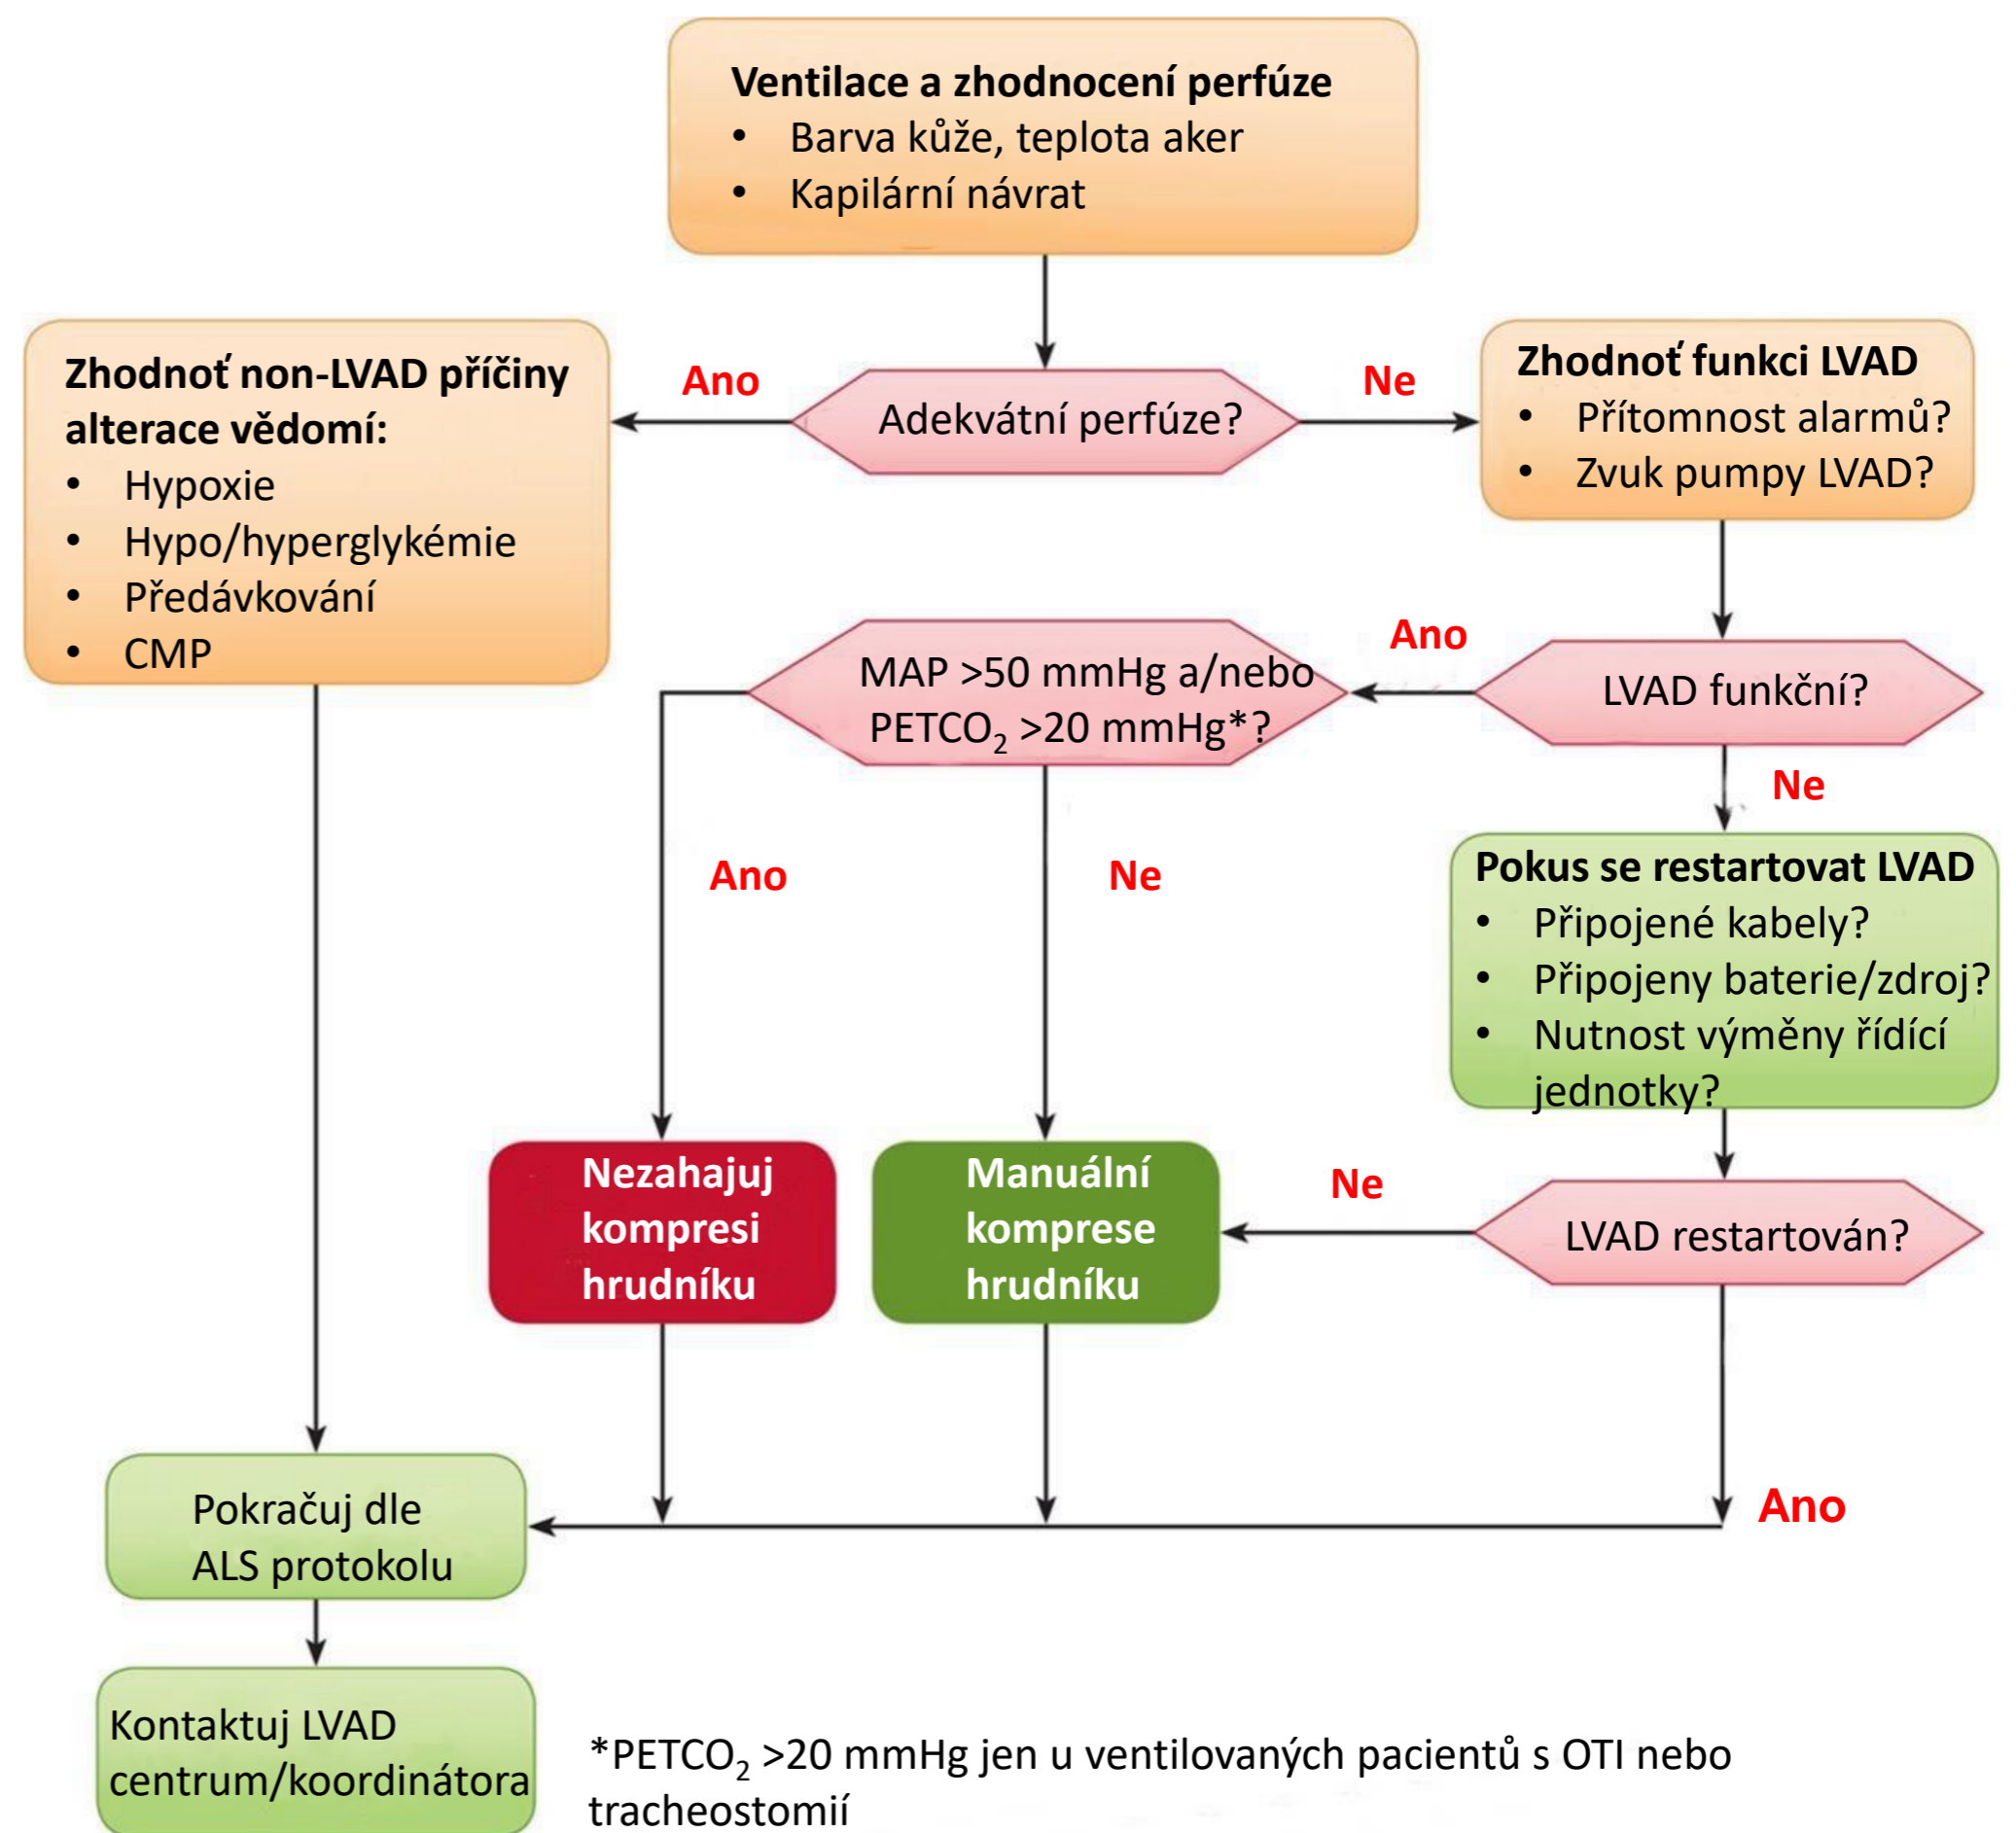 Ventilace a zhodnocení perfúze
• Barva kůže, teplota aker
• Kapilární návrat
Zhodnoť non-LVAD příčiny
alterace vědomí:
• Hypoxie
• Hypo/hyperglykémie
• Předávkování
• CMP
Ano
Adekvátní perfúze?
Ne
Zhodnoť funkci LVAD
• Přítomnost alarmů?
• Zvuk pumpy LVAD?
MAP >50 mmHg a/nebo
PETCO₂ >20 mmHg*?
Ano
LVAD funkční?
Ne
Ano
Ne
Pokus se restartovat LVAD
• Připojené kabely?
• Připojeny baterie/zdroj?
• Nutnost výměny řídící
jednotky?
Nezahajuj
kompresi
hrudníku
Manuální
komprese
hrudníku
Ne
LVAD restartován?
Ano
Pokračuj dle
ALS protokolu
Kontaktuj LVAD
centrum/koordinátora
*PETCO₂ >20 mmHg jen u ventilovaných pacientů s OTI nebo
tracheostomií